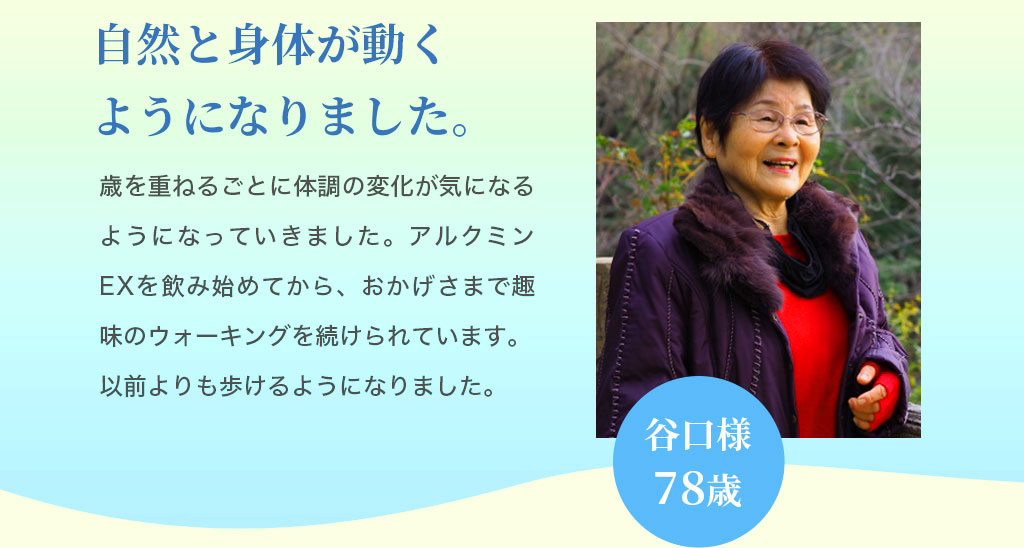 自然と身体が動く
ようになりました。
歳を重ねるごとに体調の変化が気になる
ようになっていきました。アルクミン
EXを飲み始めてから、おかげさまで趣
味のウォーキングを続けられています。
以前よりも歩けるようになりました。
谷口様
78歳